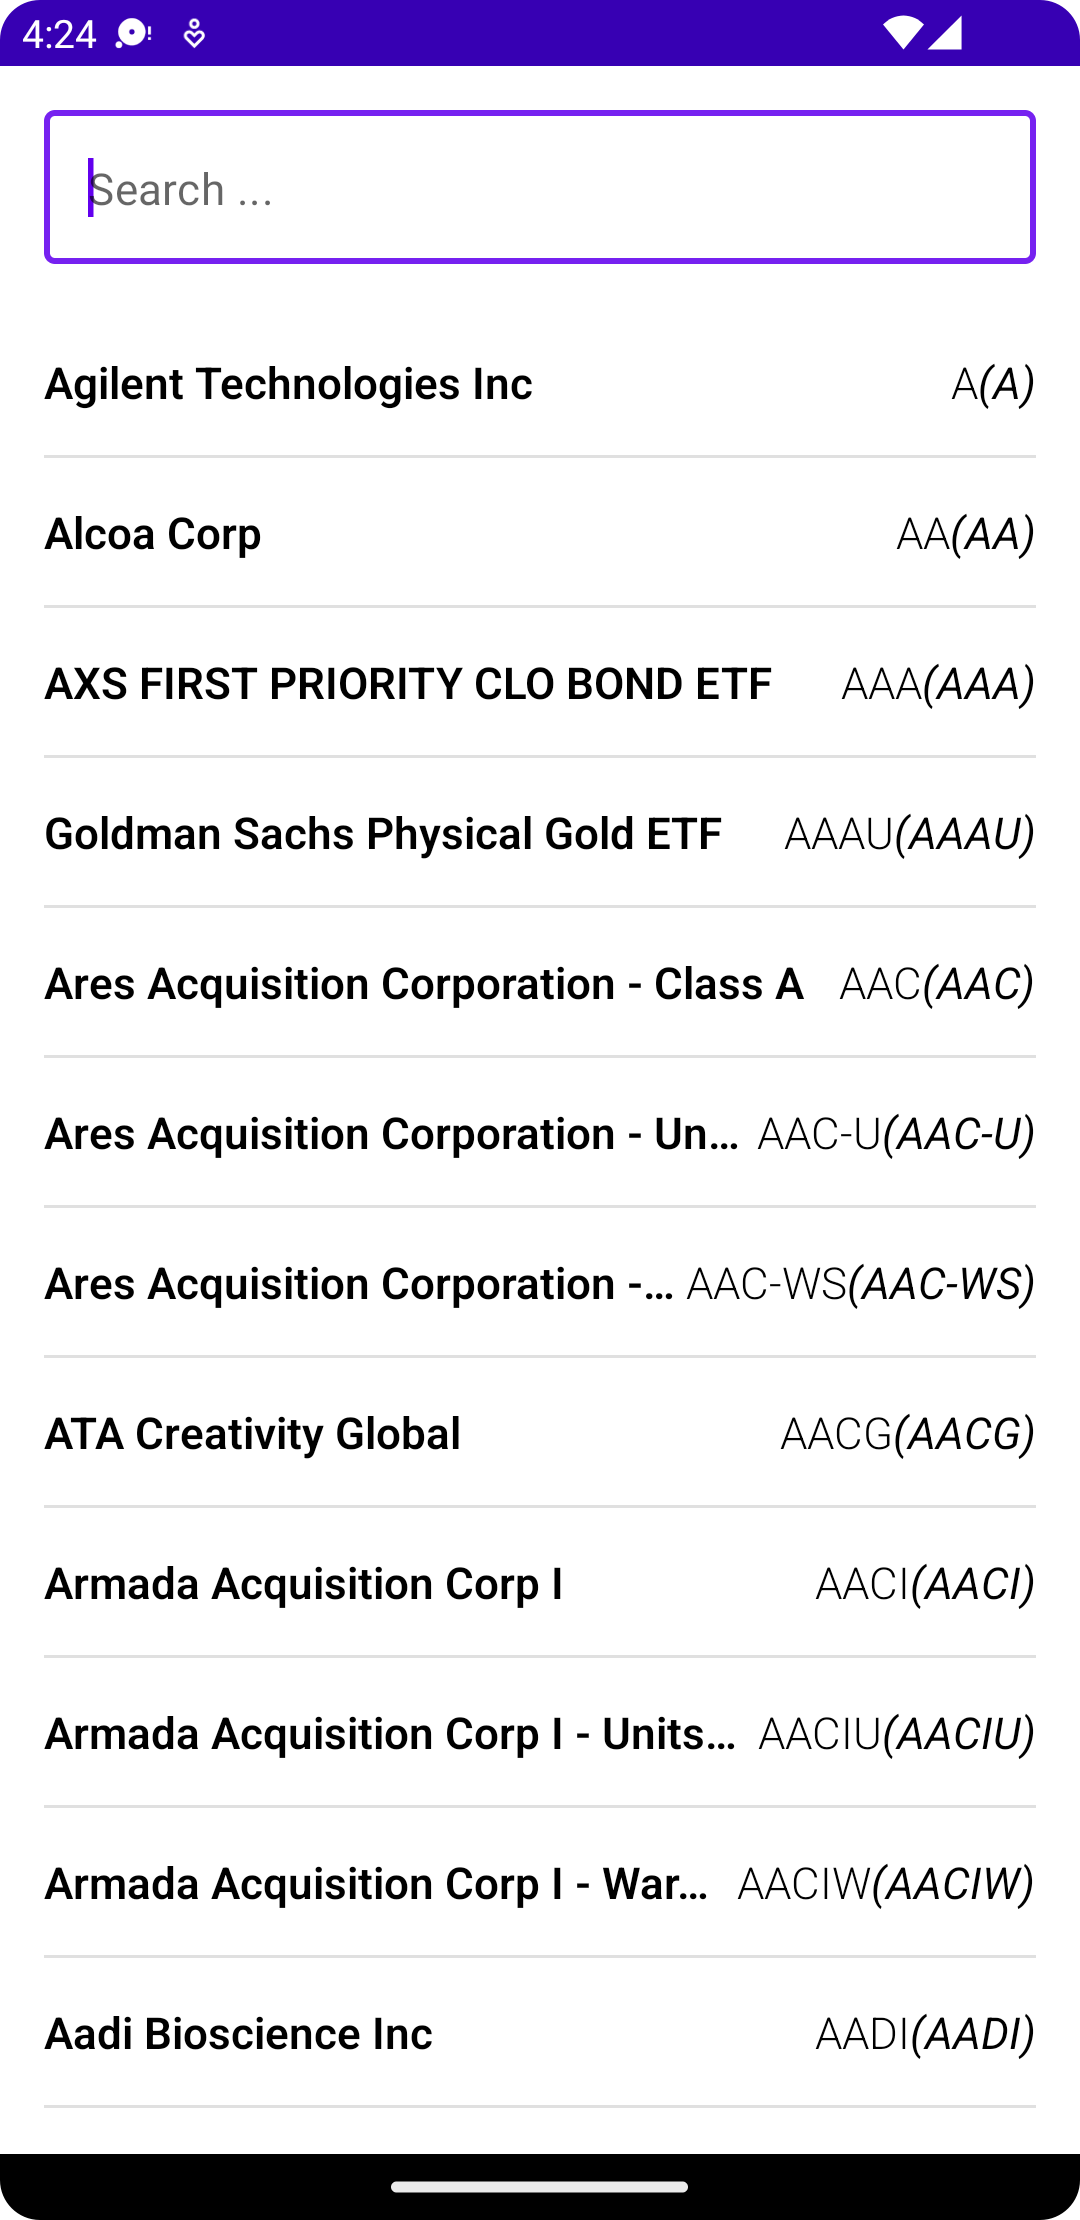 4:24
Search ...
Agilent Technologies Inc A(A)
Alcoa Corp AA(AA)
AXS FIRST PRIORITY CLO BOND ETF AAA(AAA)
Goldman Sachs Physical Gold ETF AAAU(AAAU)
Ares Acquisition Corporation - Class A AAC(AAC)
Ares Acquisition Corporation - Un... AAC-U(AAC-U)
Ares Acquisition Corporation -... AAC-WS(AAC-WS)
ATA Creativity Global AACG(AACG)
Armada Acquisition Corp I AACI(AACI)
Armada Acquisition Corp I - Units... AACIU(AACIU)
Armada Acquisition Corp I - War... AACIW(AACIW)
Aadi Bioscience Inc AADI(AADI)